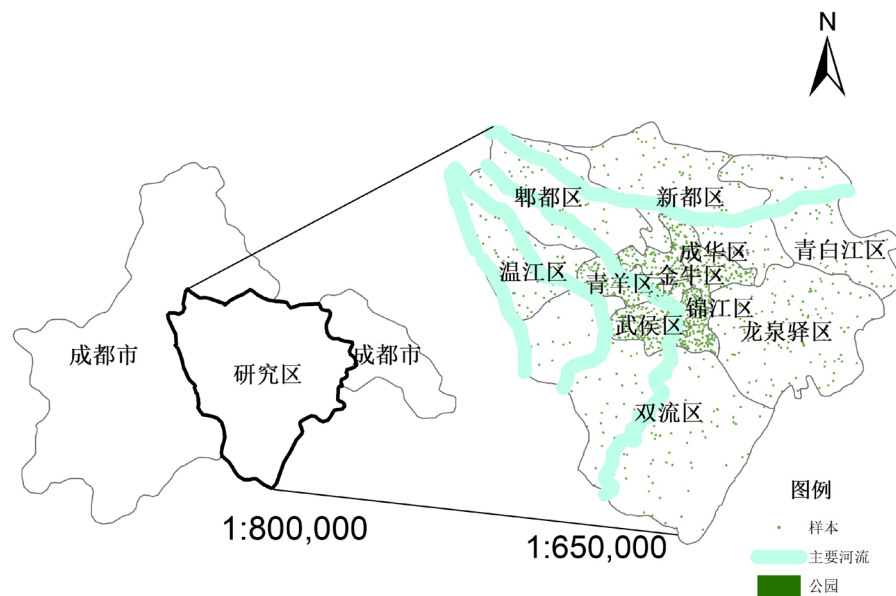 N
郫都区
新都区
成华区
青白江区
温江区
青羊区
金牛区
锦江区
武侯区
龙泉驿区
成都市
研究区
成都市
双流区
图例
样本
主要河流
公园
1:800,000
1:650,000